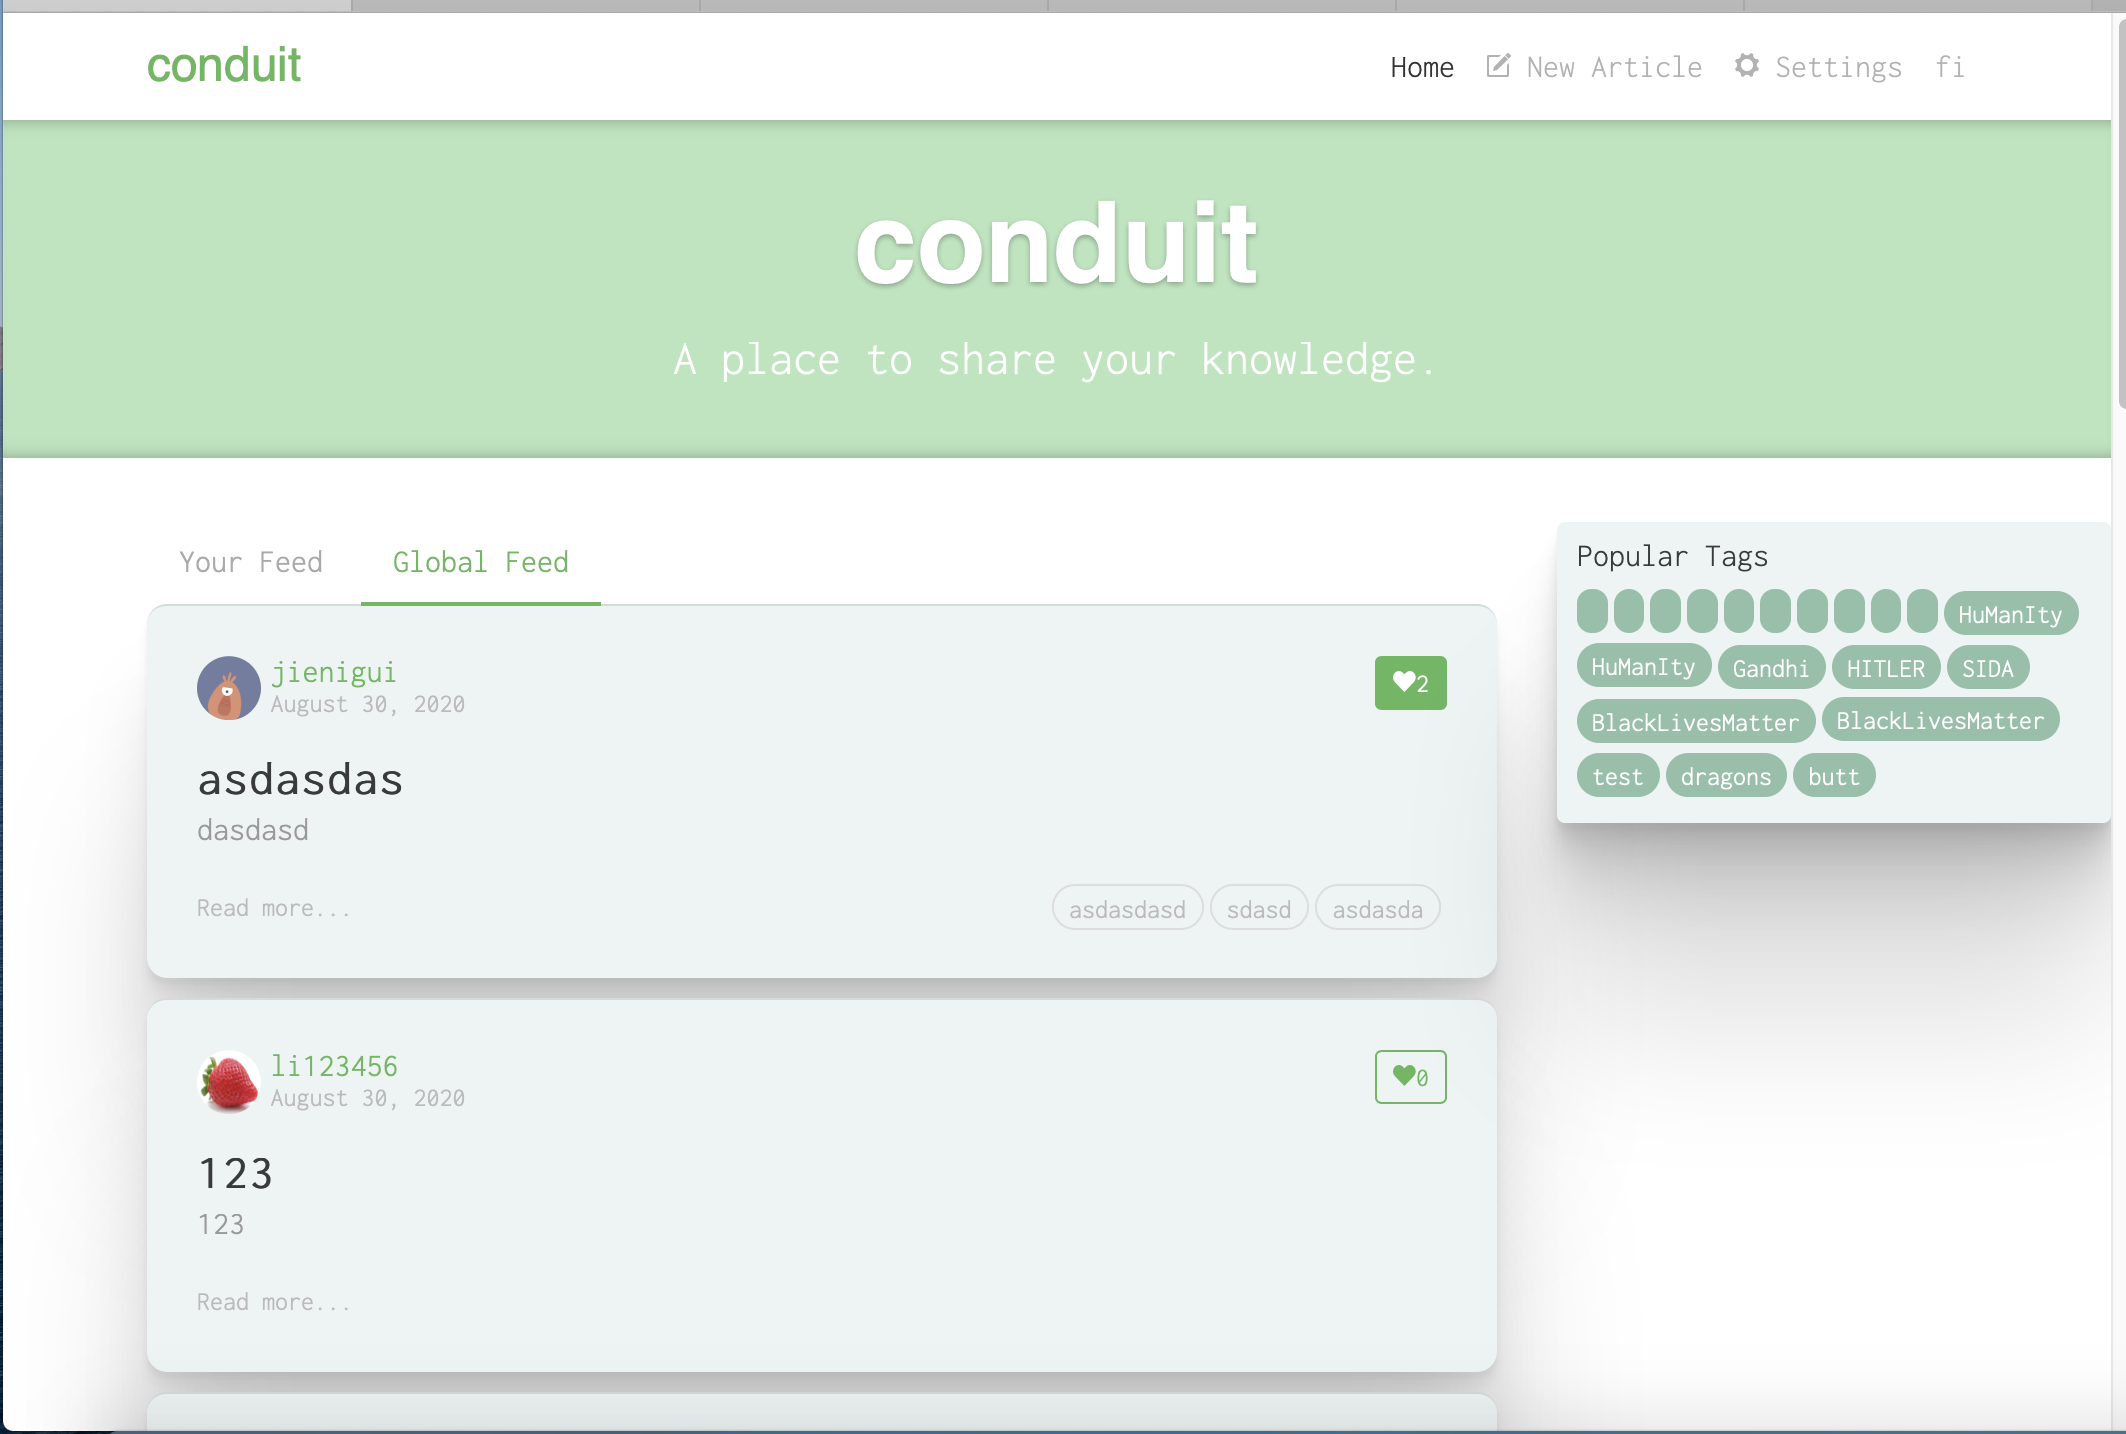 conduit
Home New Article Settings fi
conduit
A place to share your knowledge.
Your Feed Global Feed
jienigui
August 30, 2020
2
asdasdas
dasdasd
Read more...
asdasdasd sdasd asdasda
li123456
August 30, 2020
0
123
123
Read more...
Popular Tags
HuManIty
HuManIty Gandhi HITLER SIDA
BlackLivesMatter BlackLivesMatter
test dragons butt